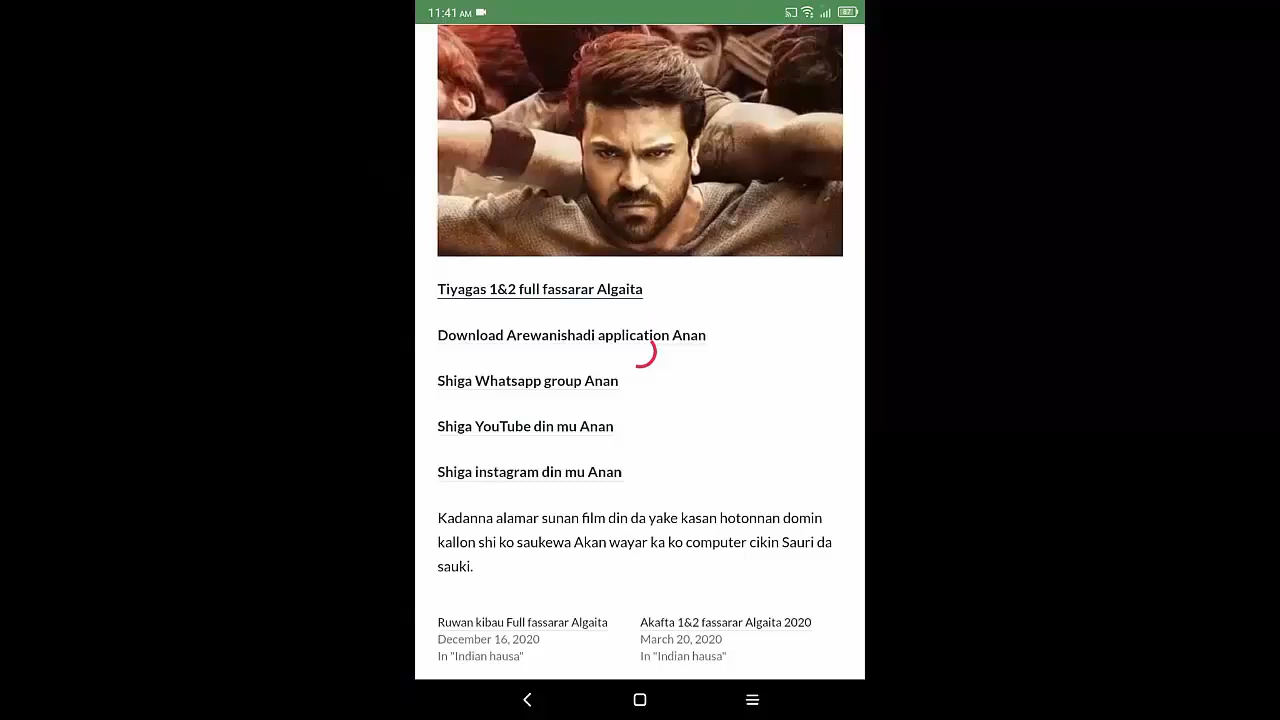 11:41 AM
87
Tiyagas 1&2 full fassarar Algaita
Download Arewanishadi application Anan
Shiga Whatsapp group Anan
Shiga YouTube din mu Anan
Shiga instagram din mu Anan
Kadanna alamar sunan film din da yake kasan hotonnan domin
kallon shi ko saukewa Akan wayar ka ko computer cikin Sauri da
sauki.
Ruwan kibau Full fassarar Algaita
December 16, 2020
In "Indian hausa"
Akafta 1&2 fassarar Algaita 2020
March 20, 2020
In "Indian hausa"